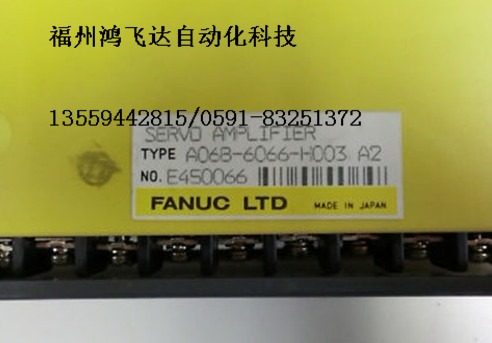 福州鸿飞达自动化科技
13559442815/0591-83251372
SERVO AMPLIFIER
TYPE A06B-6066-H003 A2
NO. E450066
FANUC LTD MADE IN JAPAN